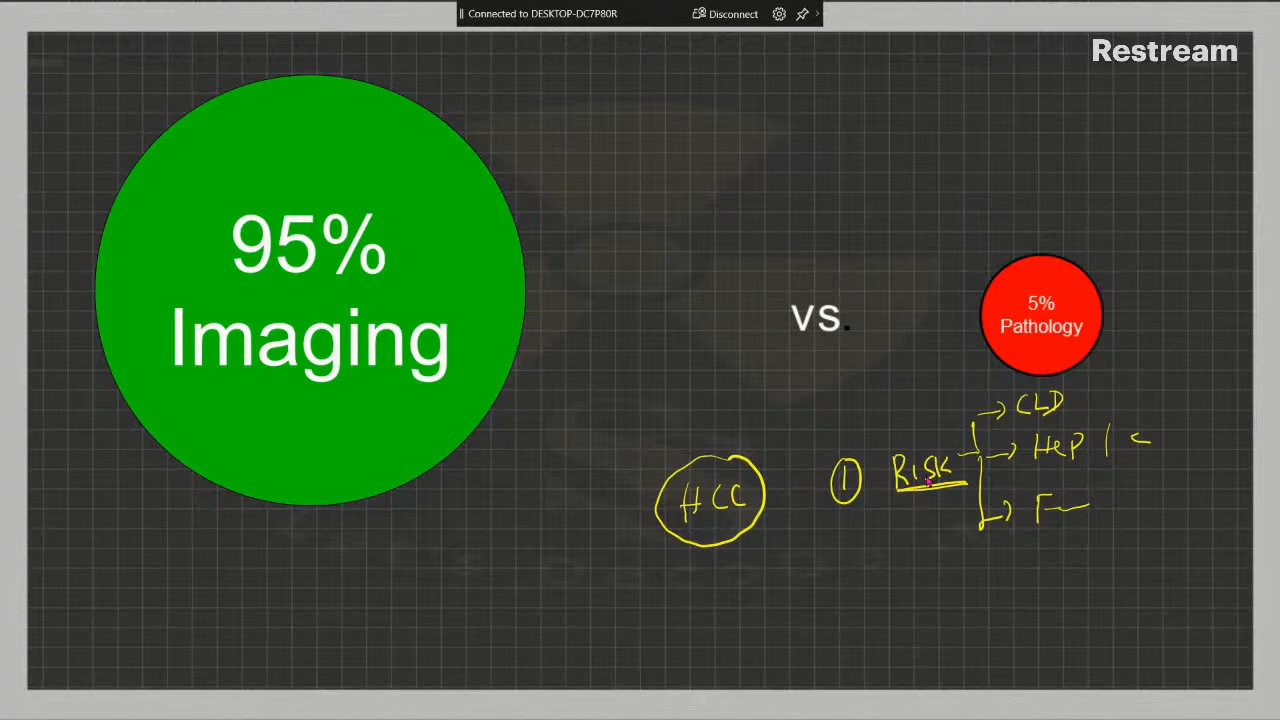 Connected to DESKTOP-DC7P80R Disconnect
Restream
95%
Imaging
vs.
5%
Pathology
HCC
1 RISK
CLD
Hep